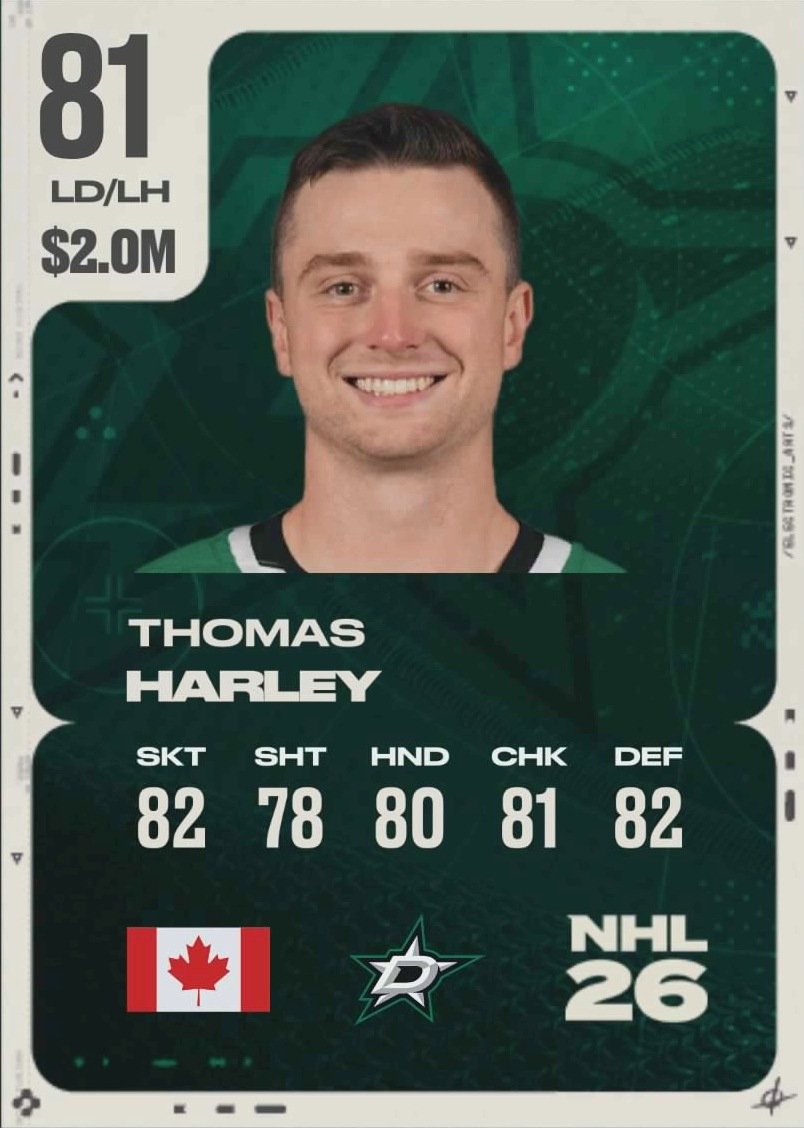 81
LD/LH
$2.0M
THOMAS
HARLEY
SKT SHT HND CHK DEF
82 78 80 81 82
D
NHL
26
/ELECTRONIC_ARTS/